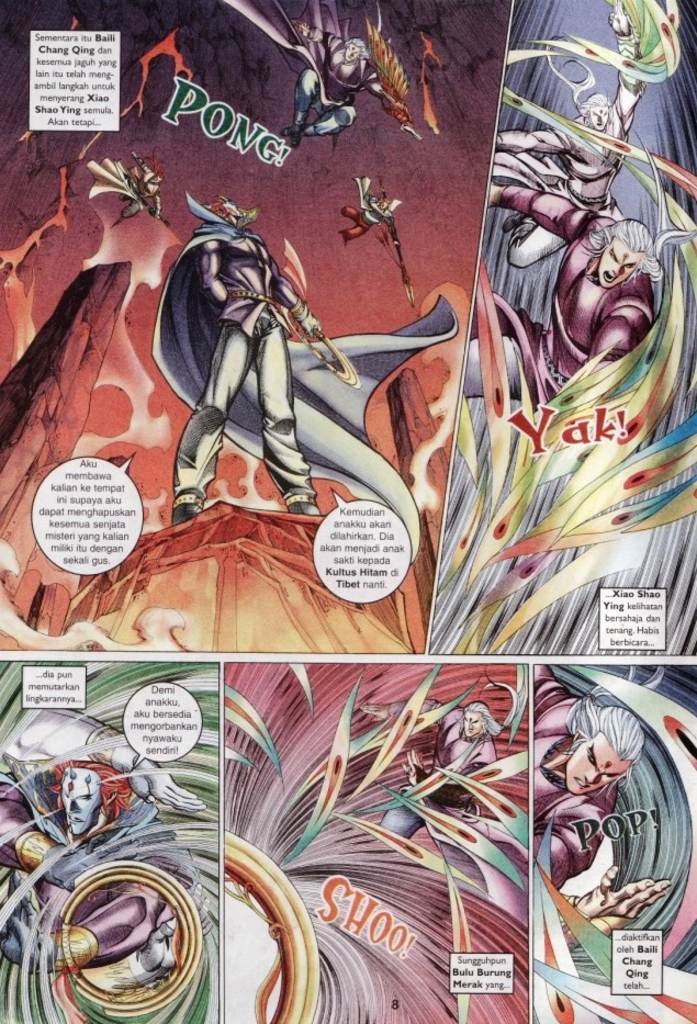 Sementara itu Baili
Chang Qing dan
kesemua jaguh yang
lain itu telah meng-
ambil langkah untuk
menyerang Xiao
Shao Ying semula.
Akan tetapi...
PONG!
Aku
membawa
kalian ke tempat
ini supaya aku
dapat menghapuskan
kesemua senjata
misteri yang kalian
miliki itu dengan
sekali gus.
Kemudian
anakku akan
dilahirkan. Dia
akan menjadi anak
sakti kepada
Kultus Hitam di
Tibet nanti.
Yak!
...Xiao Shao
Ying kelihatan
bersahaja dan
tenang. Habis
berbicara...
...dia pun
memutarkan
lingkarannya...
Demi
anakku,
aku bersedia
mengorbankan
nyawaku
sendiri!
SHOO!
Sungguhpun
Bulu Burung
Merak yang...
POP!
...diaktifkan
oleh Baili
Chang
Qing
telah...
8